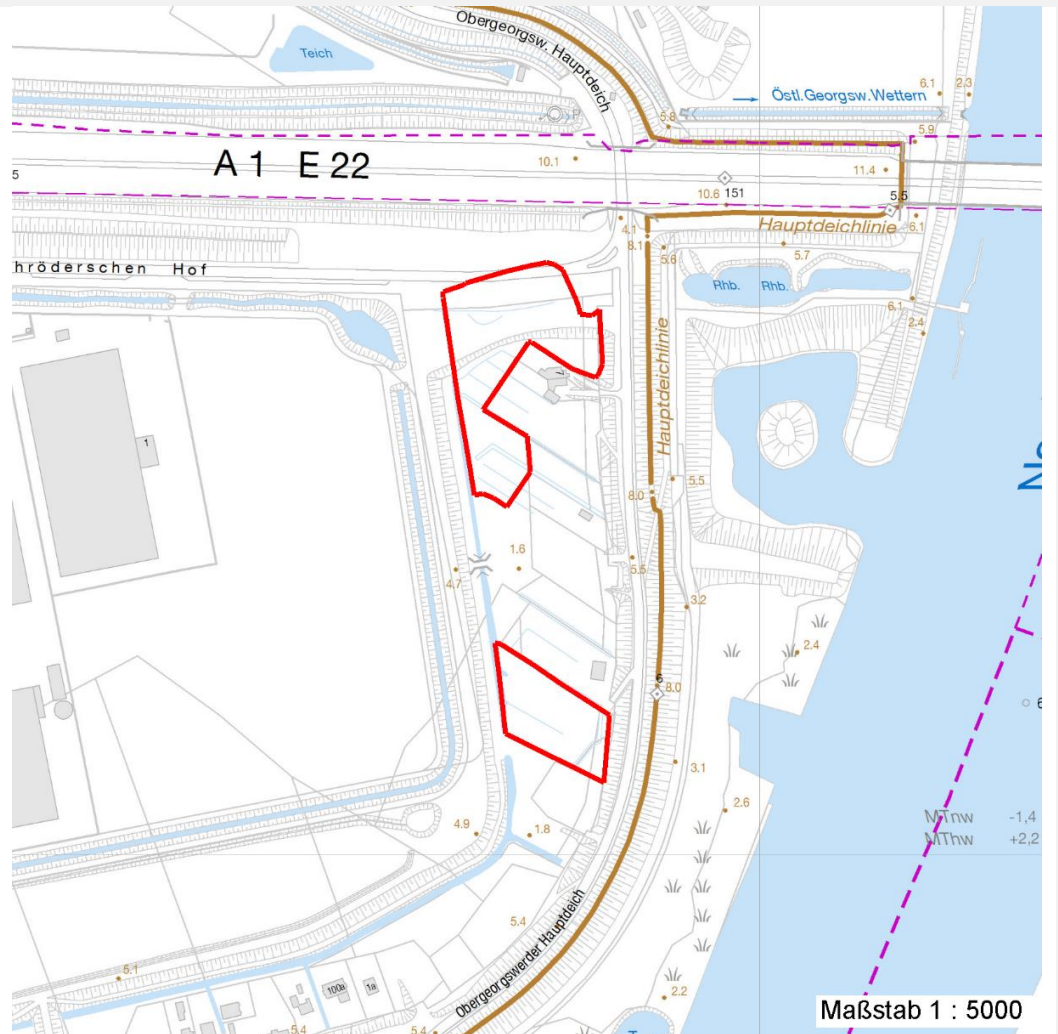 Obergeorgsw. Hauptdeich
Teich
6.1
2.3
Östl.Georgsw.Wettern
5.8
P
5.9
A 1 E 22
10.1
11.4
5
151
10.6
5.5
4.1
6.1
8.1
Hauptdeichlinie
5.6
5.7
hröderschen Hof
Rhb.
Rhb.
6.1
2.4
Hauptdeichlinie
7
1
5.5
8.0
1.6
5.5
4.7
3.2
2.4
6
8.0
6
3.1
2.6
MTnw -1,4
MThw +2,2
4.9
1.8
5.4
Obergeorgswerder Hauptdeich
5.1
100a
1a
2.2
5.4
5.4
Maßstab 1 : 5000